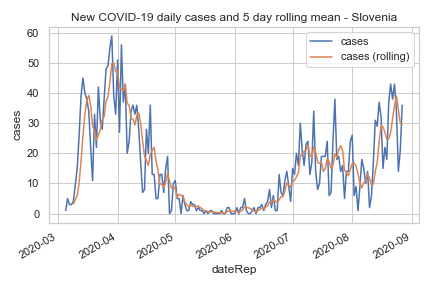 New COVID-19 daily cases and 5 day rolling mean - Slovenia
cases
cases (rolling)
60
50
40
30
20
10
0
cases
2020-03
2020-04
2020-05
2020-06
2020-07
2020-08
2020-09
dateRep